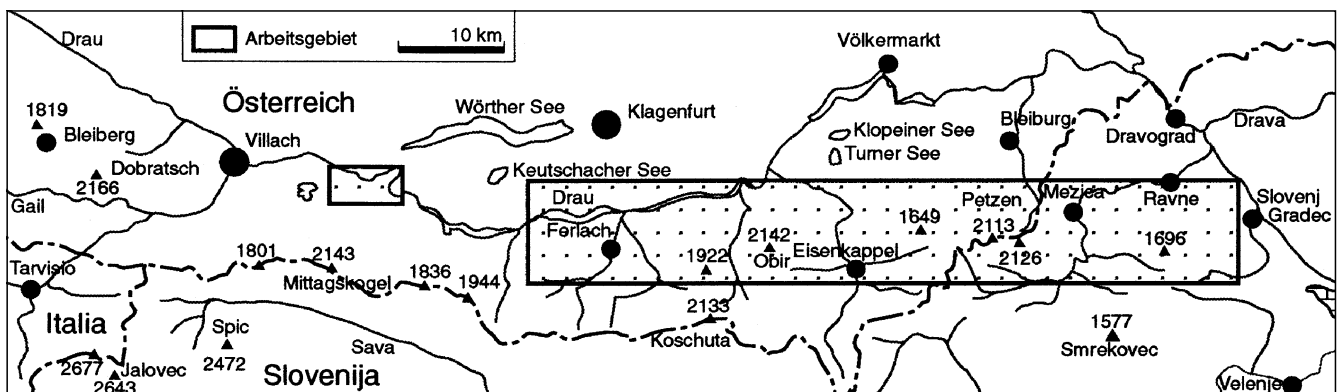 Drau
Arbeitsgebiet
10 km
Völkermarkt
1819
Österreich
Wörther See
Klagenfurt
Bleiberg
Villach
Klopeiner See
Bleiburg
Dravograd
Drava
Dobratsch
2166
Keutschacher See
Turner See
Gail
Drau
Petzen
Mezica
Ravne
Slovenj
Gradec
Ferlach
1649
2113
2142
Obir
Eisenkappel
2126
1696
1801
2143
1922
Tarvisio
Mittagskogel
1836
1944
2133
Italia
Spic
2472
Koschuta
1577
Smrekovec
Sava
2677
Jalovec
2643
Slovenija
Velenje